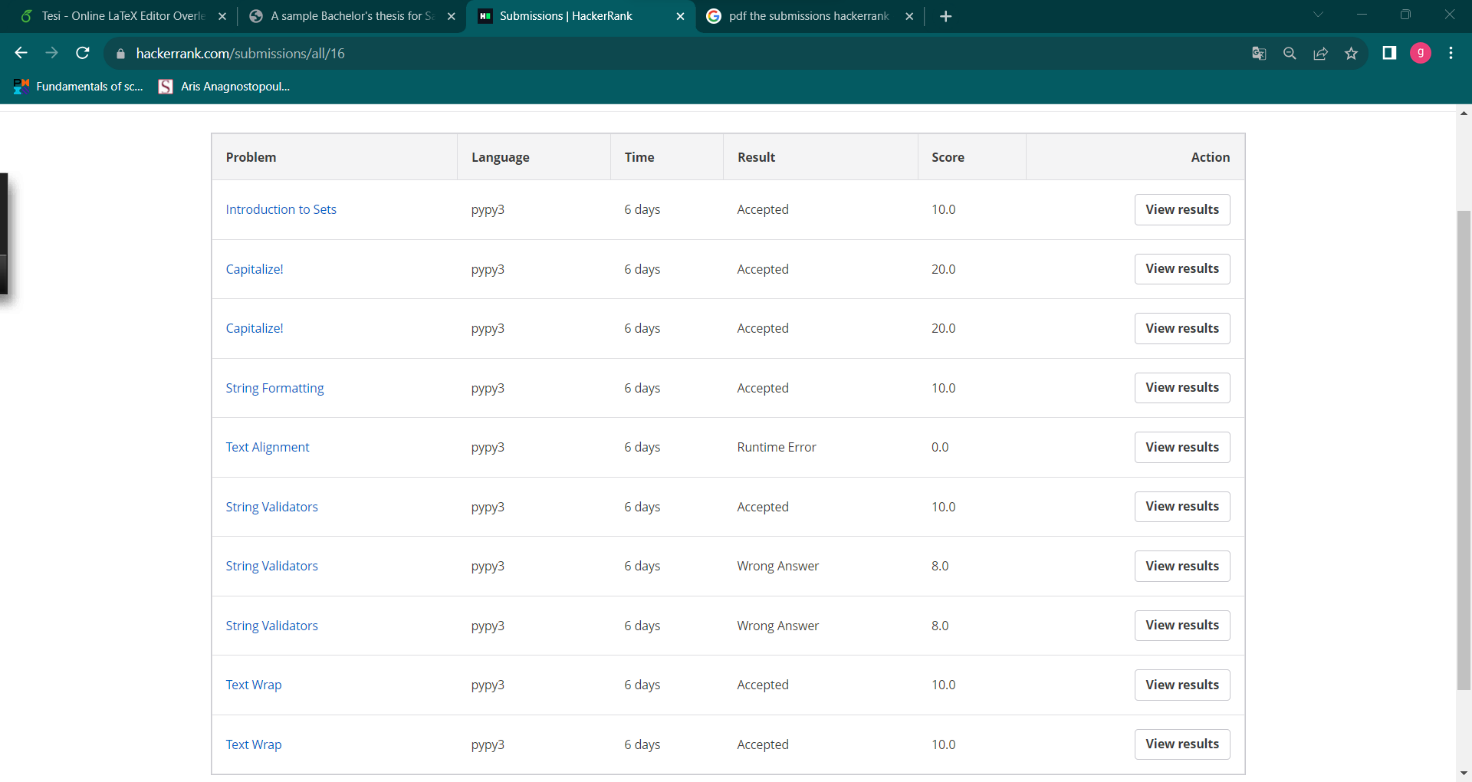 Tesi - Online LaTeX Editor Overle
A sample Bachelor's thesis for Sa
Submissions | HackerRank
pdf the submissions hackerrank
hackerrank.com/submissions/all/16
g
Fundamentals of sc...
Aris Anagnostopoul...
Problem Language Time Result Score Action
Introduction to Sets pypy3 6 days Accepted 10.0 View results
Capitalize! pypy3 6 days Accepted 20.0 View results
Capitalize! pypy3 6 days Accepted 20.0 View results
String Formatting pypy3 6 days Accepted 10.0 View results
Text Alignment pypy3 6 days Runtime Error 0.0 View results
String Validators pypy3 6 days Accepted 10.0 View results
String Validators pypy3 6 days Wrong Answer 8.0 View results
String Validators pypy3 6 days Wrong Answer 8.0 View results
Text Wrap pypy3 6 days Accepted 10.0 View results
Text Wrap pypy3 6 days Accepted 10.0 View results